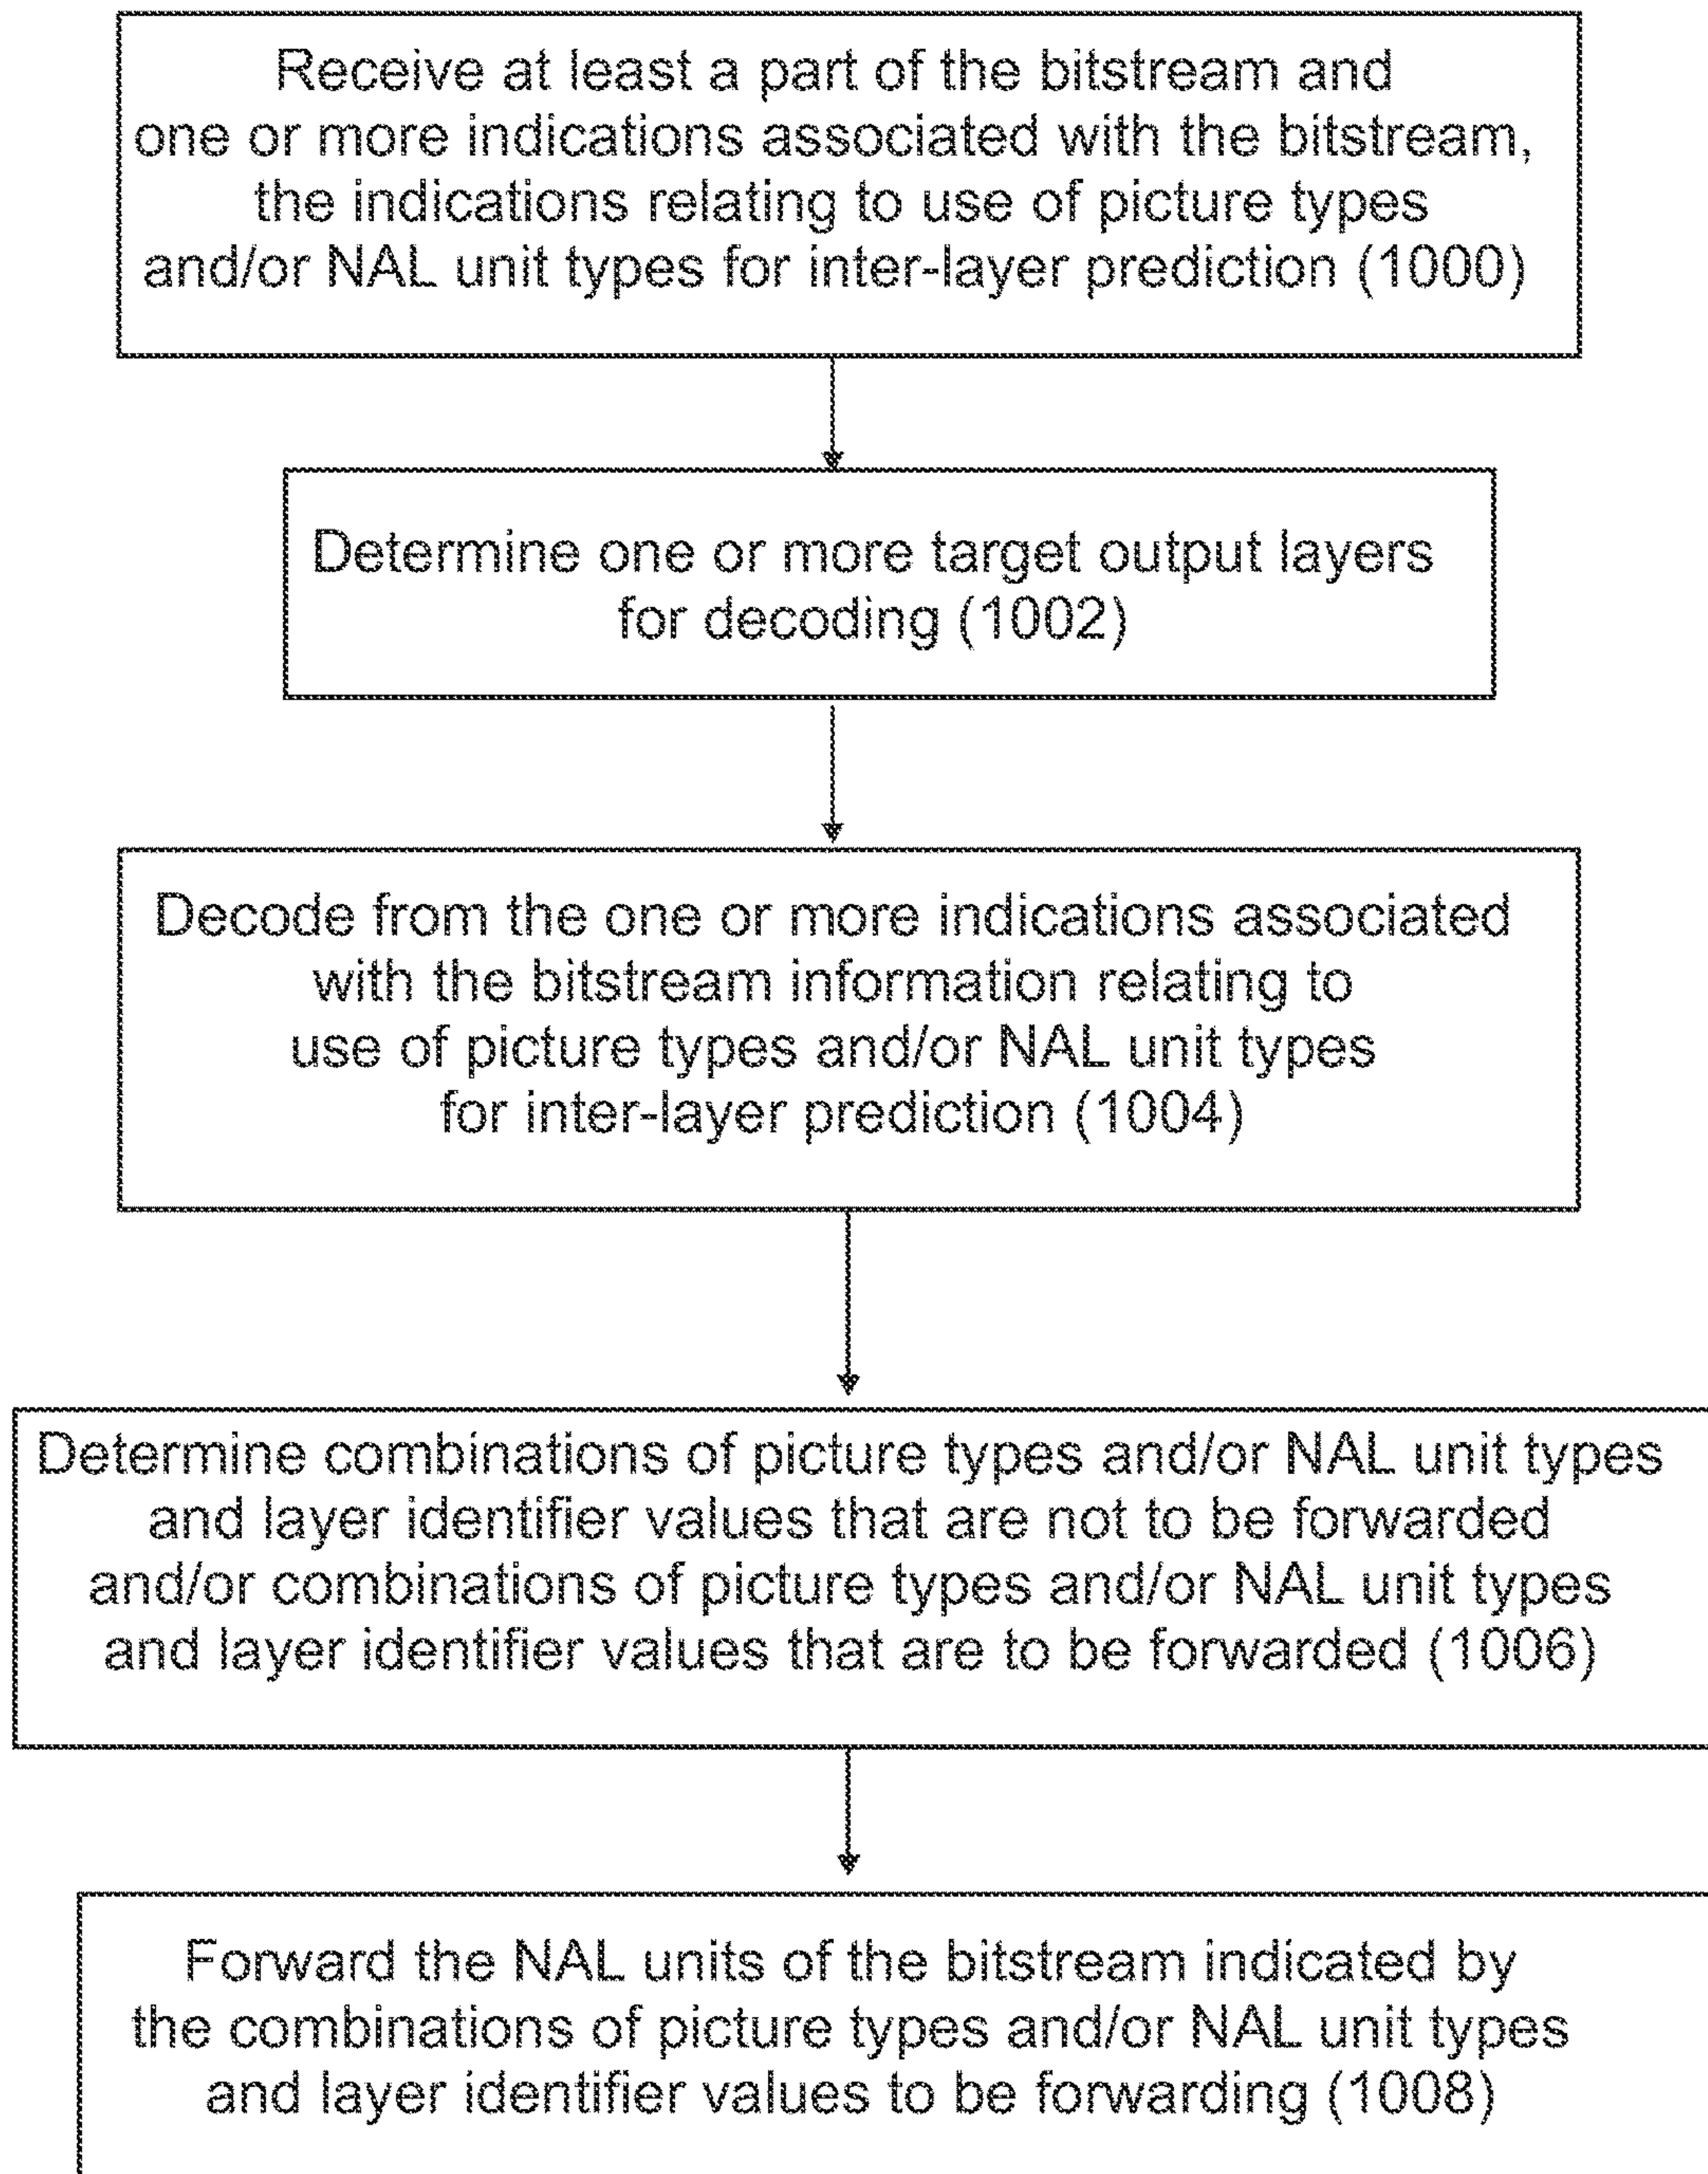 Receive at least a part of the bitstream and
one or more indications associated with the bitstream,
the indications relating to use of picture types
and/or NAL unit types for inter-layer prediction (1000)
Determine one or more target output layers
for decoding (1002)
Decode from the one or more indications associated
with the bitstream information relating to
use of picture types and/or NAL unit types
for inter-layer prediction (1004)
Determine combinations of picture types and/or NAL unit types
and layer identifier values that are not to be forwarded
and/or combinations of picture types and/or NAL unit types
and layer identifier values that are to be forwarded (1006)
Forward the NAL units of the bitstream indicated by
the combinations of picture types and/or NAL unit types
and layer identifier values to be forwarding (1008)